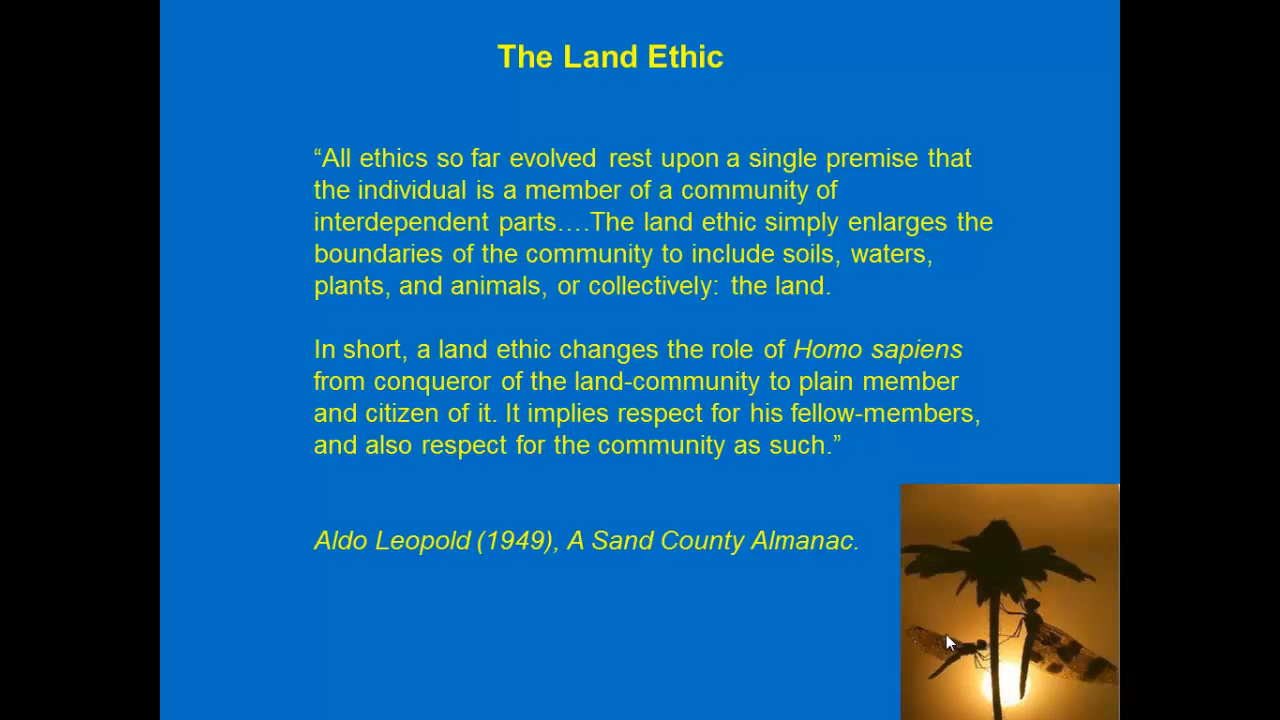 The Land Ethic
“All ethics so far evolved rest upon a single premise that
the individual is a member of a community of
interdependent parts….The land ethic simply enlarges the
boundaries of the community to include soils, waters,
plants, and animals, or collectively: the land.
In short, a land ethic changes the role of Homo sapiens
from conqueror of the land-community to plain member
and citizen of it. It implies respect for his fellow-members,
and also respect for the community as such.”
Aldo Leopold (1949), A Sand County Almanac.